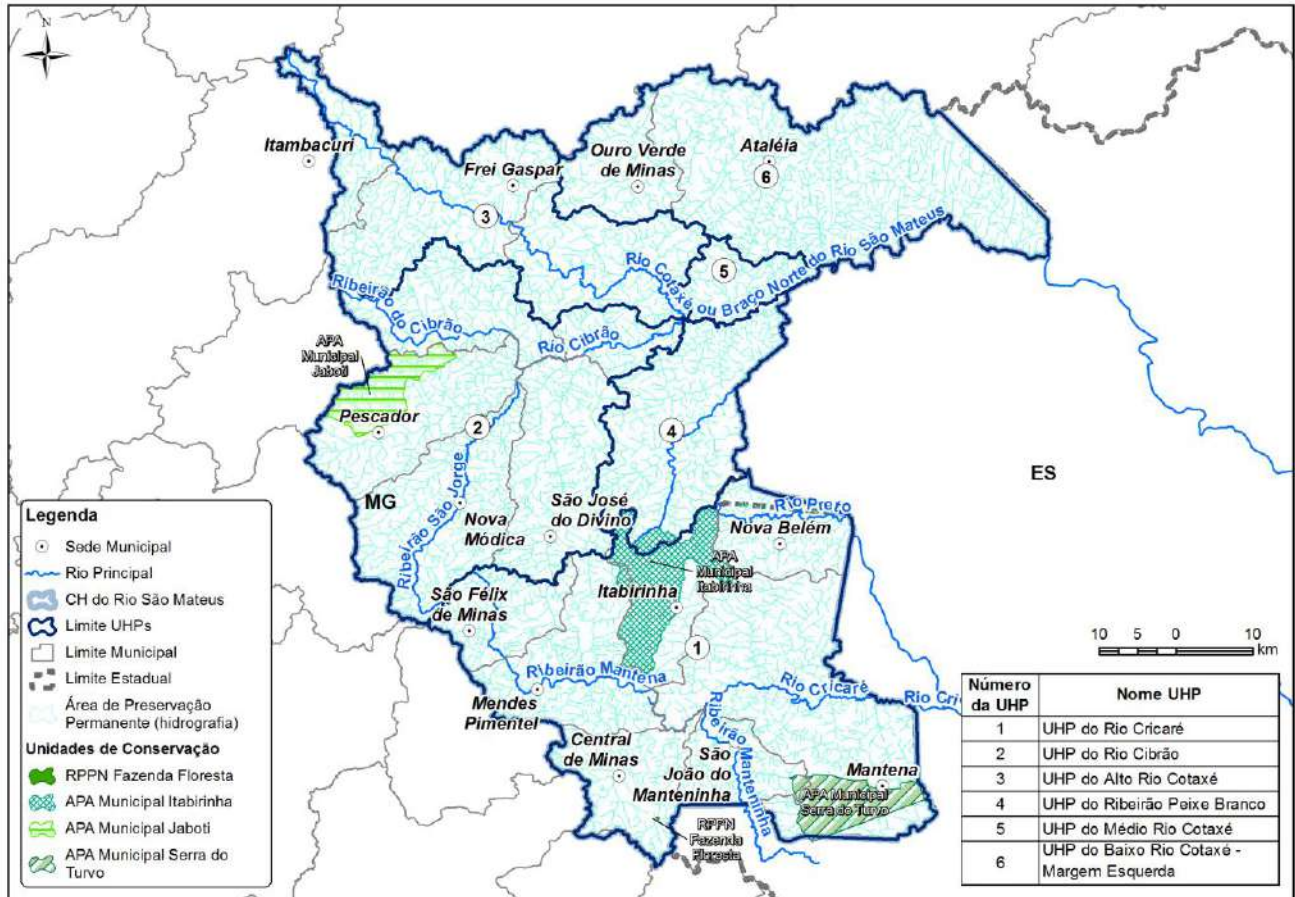 N
Itambacuri
Frei Gaspar
Ouro Verde
de Minas
Ataléia
6
3
5
Rio Cotaxé ou Braço Norte do Rio São Mateus
Ribeirão do Cibrão
Rio Cibrão
APA
Municipal
Jaboti
Pescador
2
4
ES
MG
Ribeirão São Jorge
Nova
Módica
São José
do Divino
Rio Preto
Nova Belém
APA
Municipal
Itabirinha
São Félix
de Minas
Itabirinha
1
Ribeirão Mantena
Rio Cricaré
Rio Cri
Mendes
Pimentel
Ribeirão Manteninha
Central
de Minas
São
João do
Manteninha
Mantena
APA Municipal
Serra do Turvo
RPPN
Fazenda
Floresta
10 5 0 10
km
Legenda
Sede Municipal
Rio Principal
CH do Rio São Mateus
Limite UHPs
Limite Municipal
Limite Estadual
Área de Preservação
Permanente (hidrografia)
Unidades de Conservação
RPPN Fazenda Floresta
APA Municipal Itabirinha
APA Municipal Jaboti
APA Municipal Serra do
Turvo
Número
da UHP
Nome UHP
1 UHP do Rio Cricaré
2 UHP do Rio Cibrão
3 UHP do Alto Rio Cotaxé
4 UHP do Ribeirão Peixe Branco
5 UHP do Médio Rio Cotaxé
6 UHP do Baixo Rio Cotaxé -
Margem Esquerda